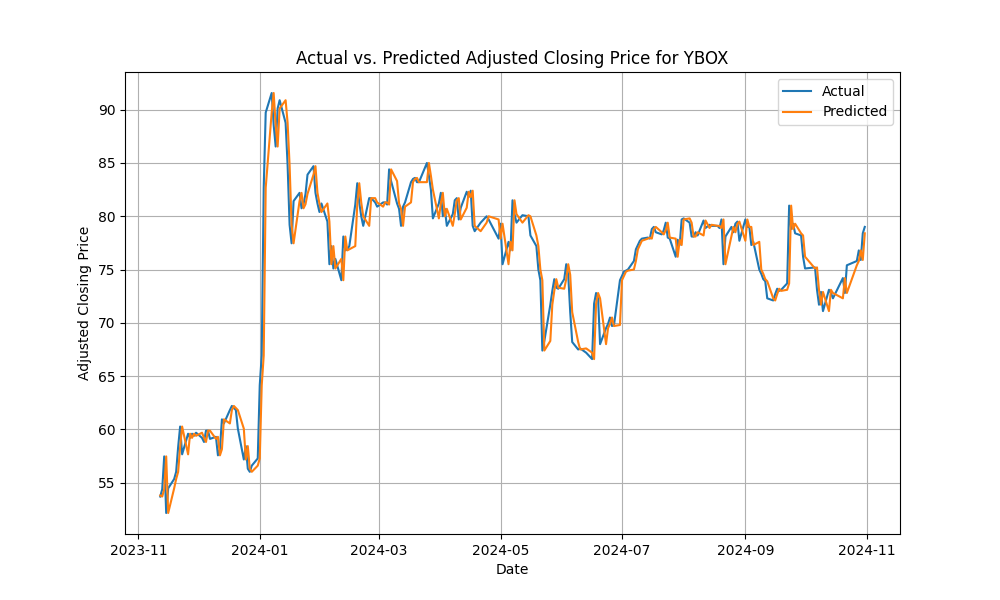 Actual vs. Predicted Adjusted Closing Price for YBOX
Actual
Predicted
Adjusted Closing Price
90
85
80
75
70
65
60
55
2023-11 2024-01 2024-03 2024-05 2024-07 2024-09 2024-11
Date